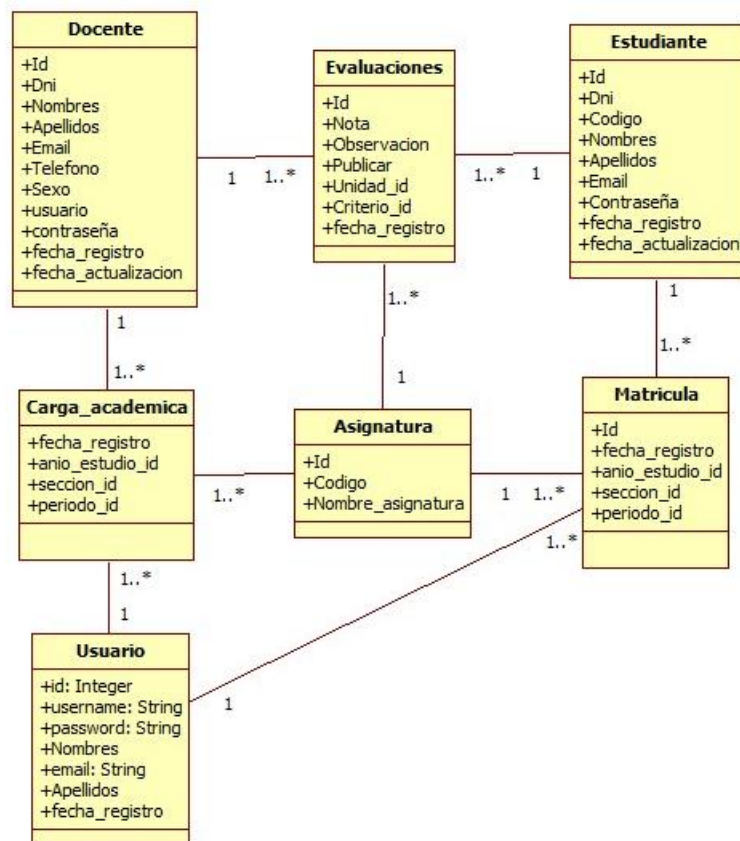 Docente
+Id
+Dni
+Nombres
+Apellidos
+Email
+Telefono
+Sexo
+usuario
+contraseña
+fecha_registro
+fecha_actualizacion
1
1..*
Evaluaciones
+Id
+Nota
+Observacion
+Publicar
+Unidad_id
+Criterio_id
+fecha_registro
1..*
1
Estudiante
+Id
+Dni
+Codigo
+Nombres
+Apellidos
+Email
+Contraseña
+fecha_registro
+fecha_actualizacion
1
1..*
1..*
1
1
1..*
Carga_academica
+fecha_registro
+anio_estudio_id
+seccion_id
+periodo_id
1..*
Asignatura
+Id
+Codigo
+Nombre_asignatura
1
1..*
Matricula
+Id
+fecha_registro
+anio_estudio_id
+seccion_id
+periodo_id
1..*
1..*
1
Usuario
+id: Integer
+username: String
+password: String
+Nombres
+email: String
+Apellidos
+fecha_registro
1